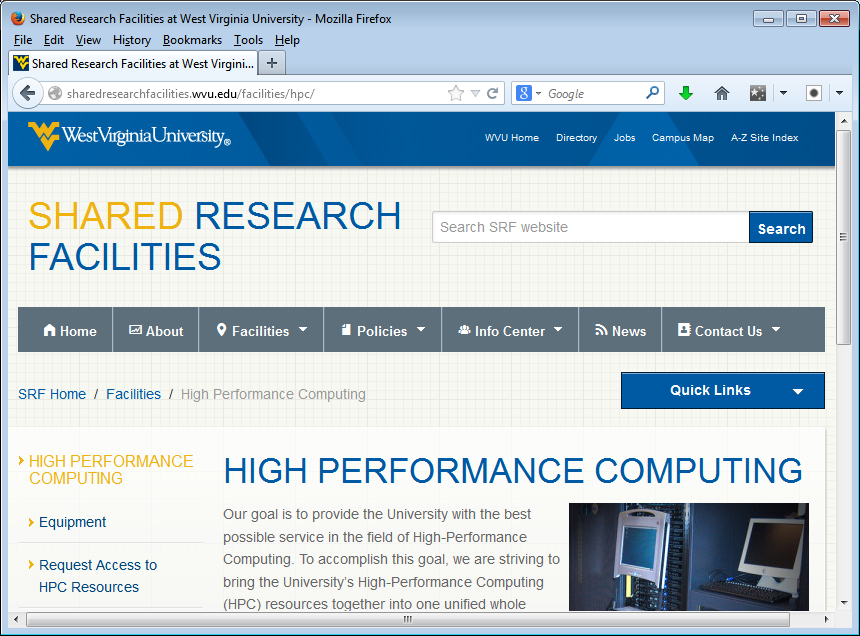 Shared Research Facilities at West Virginia University - Mozilla Firefox
File Edit View History Bookmarks Tools Help
Shared Research Facilities at West Virgini...
sharedresearchfacilities.wvu.edu/facilities/hpc/
Google
WestVirginiaUniversity®
WVU Home Directory Jobs Campus Map A-Z Site Index
SHARED RESEARCH
FACILITIES
Search SRF website
Search
Home About Facilities Policies Info Center News Contact Us
SRF Home / Facilities / High Performance Computing
Quick Links
HIGH PERFORMANCE
COMPUTING
Equipment
Request Access to
HPC Resources
HIGH PERFORMANCE COMPUTING
Our goal is to provide the University with the best
possible service in the field of High-Performance
Computing. To accomplish this goal, we are striving to
bring the University's High-Performance Computing
(HPC) resources together into one unified whole